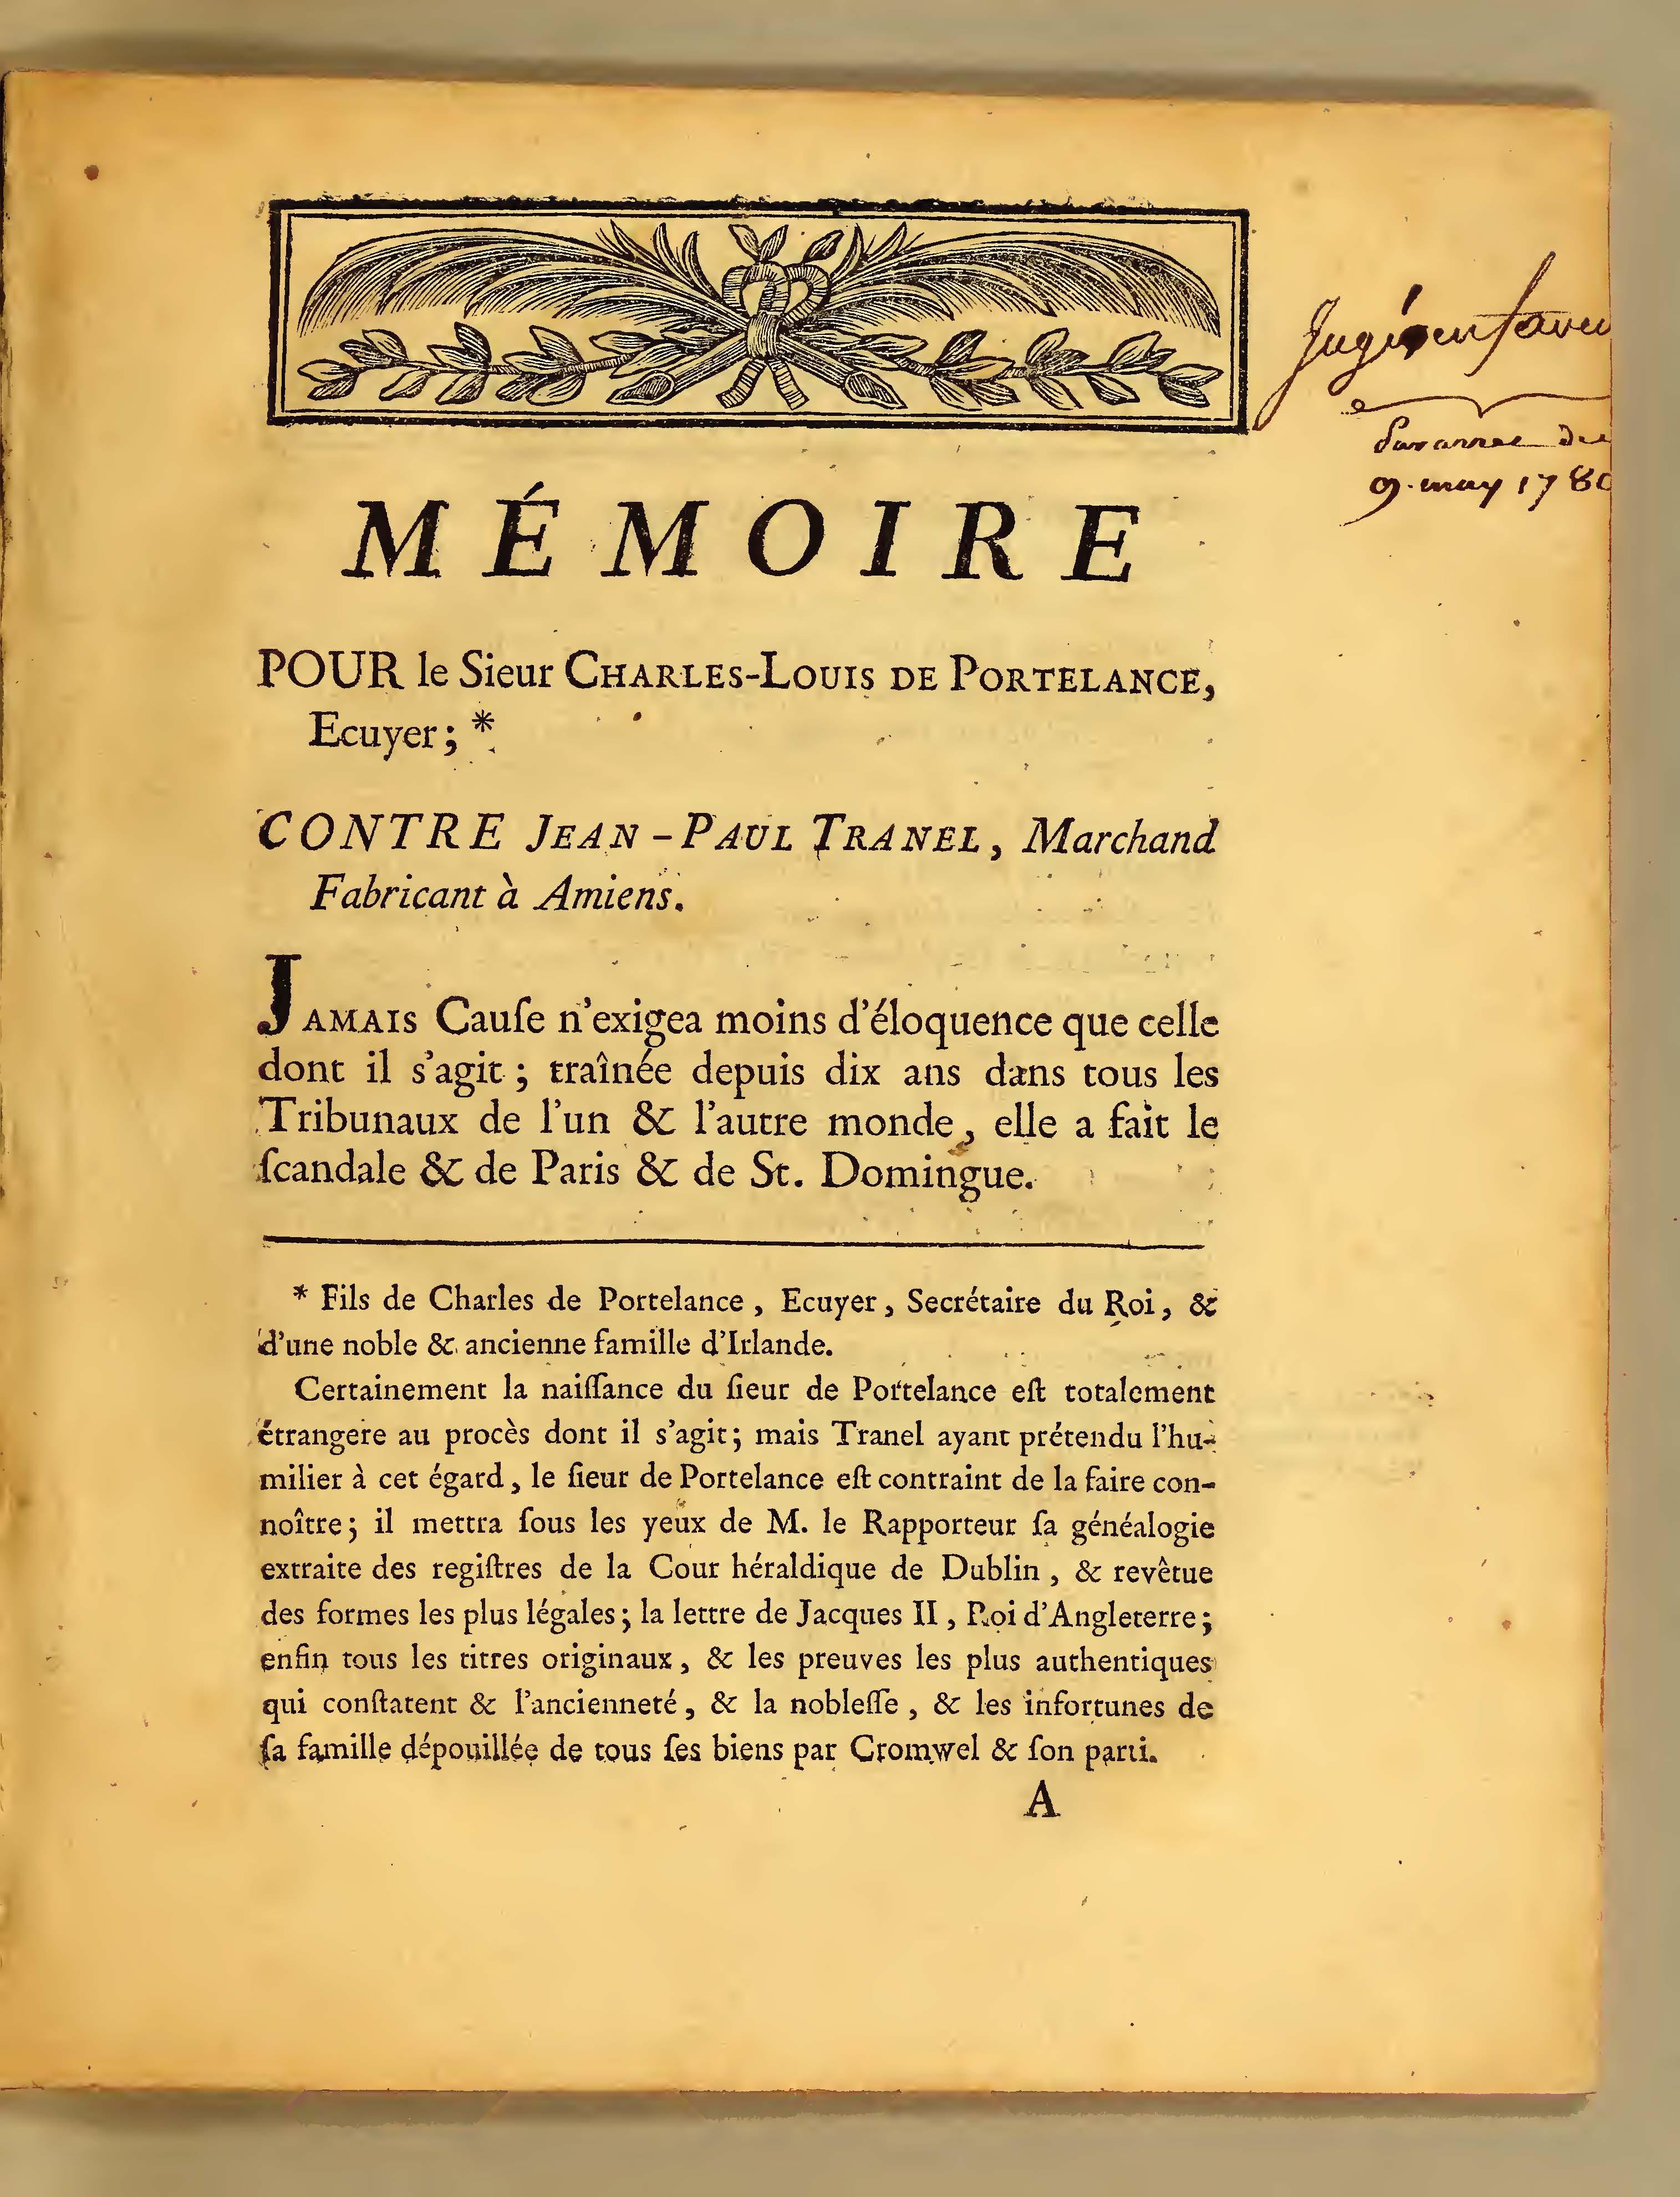 Jugé en faveu
Par arrest du
9. may 1780
MÉMOIRE
POUR le Sieur CHARLES-LOUIS DE PORTELANCE,
Ecuyer; *
CONTRE JEAN-PAUL TRANEL, Marchand
Fabricant à Amiens.
JAMAIS Cauſe n'exigea moins d'éloquence que celle
dont il s'agit; traînée depuis dix ans dans tous les
Tribunaux de l'un & l'autre monde, elle a fait le
ſcandale & de Paris & de St. Domingue.
* Fils de Charles de Portelance, Ecuyer, Secrétaire du Roi, &
d'une noble & ancienne famille d'Irlande.
Certainement la naiſſance du ſieur de Portelance eſt totalement
étrangere au procès dont il s'agit; mais Tranel ayant prétendu l'hu-
milier à cet égard, le ſieur de Portelance eſt contraint de la faire con-
noître; il mettra ſous les yeux de M. le Rapporteur ſa généalogie
extraite des regiſtres de la Cour héraldique de Dublin, & revêtue
des formes les plus légales; la lettre de Jacques II, Roi d'Angleterre;
enfin tous les titres originaux, & les preuves les plus authentiques
qui conſtatent & l'ancienneté, & la nobleſſe, & les infortunes de
ſa famille dépouillée de tous ſes biens par Cromwel & ſon parti.
A